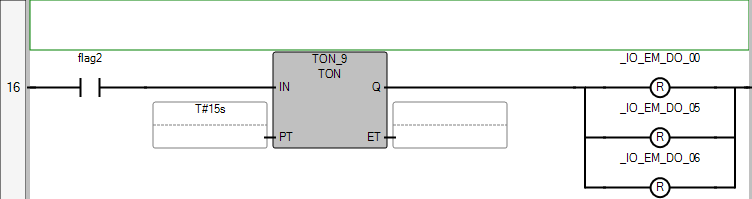 flag2
TON_9
TON
_IO_EM_DO_00
16
IN
Q
R
T#15s
_IO_EM_DO_05
PT
ET
R
_IO_EM_DO_06
R